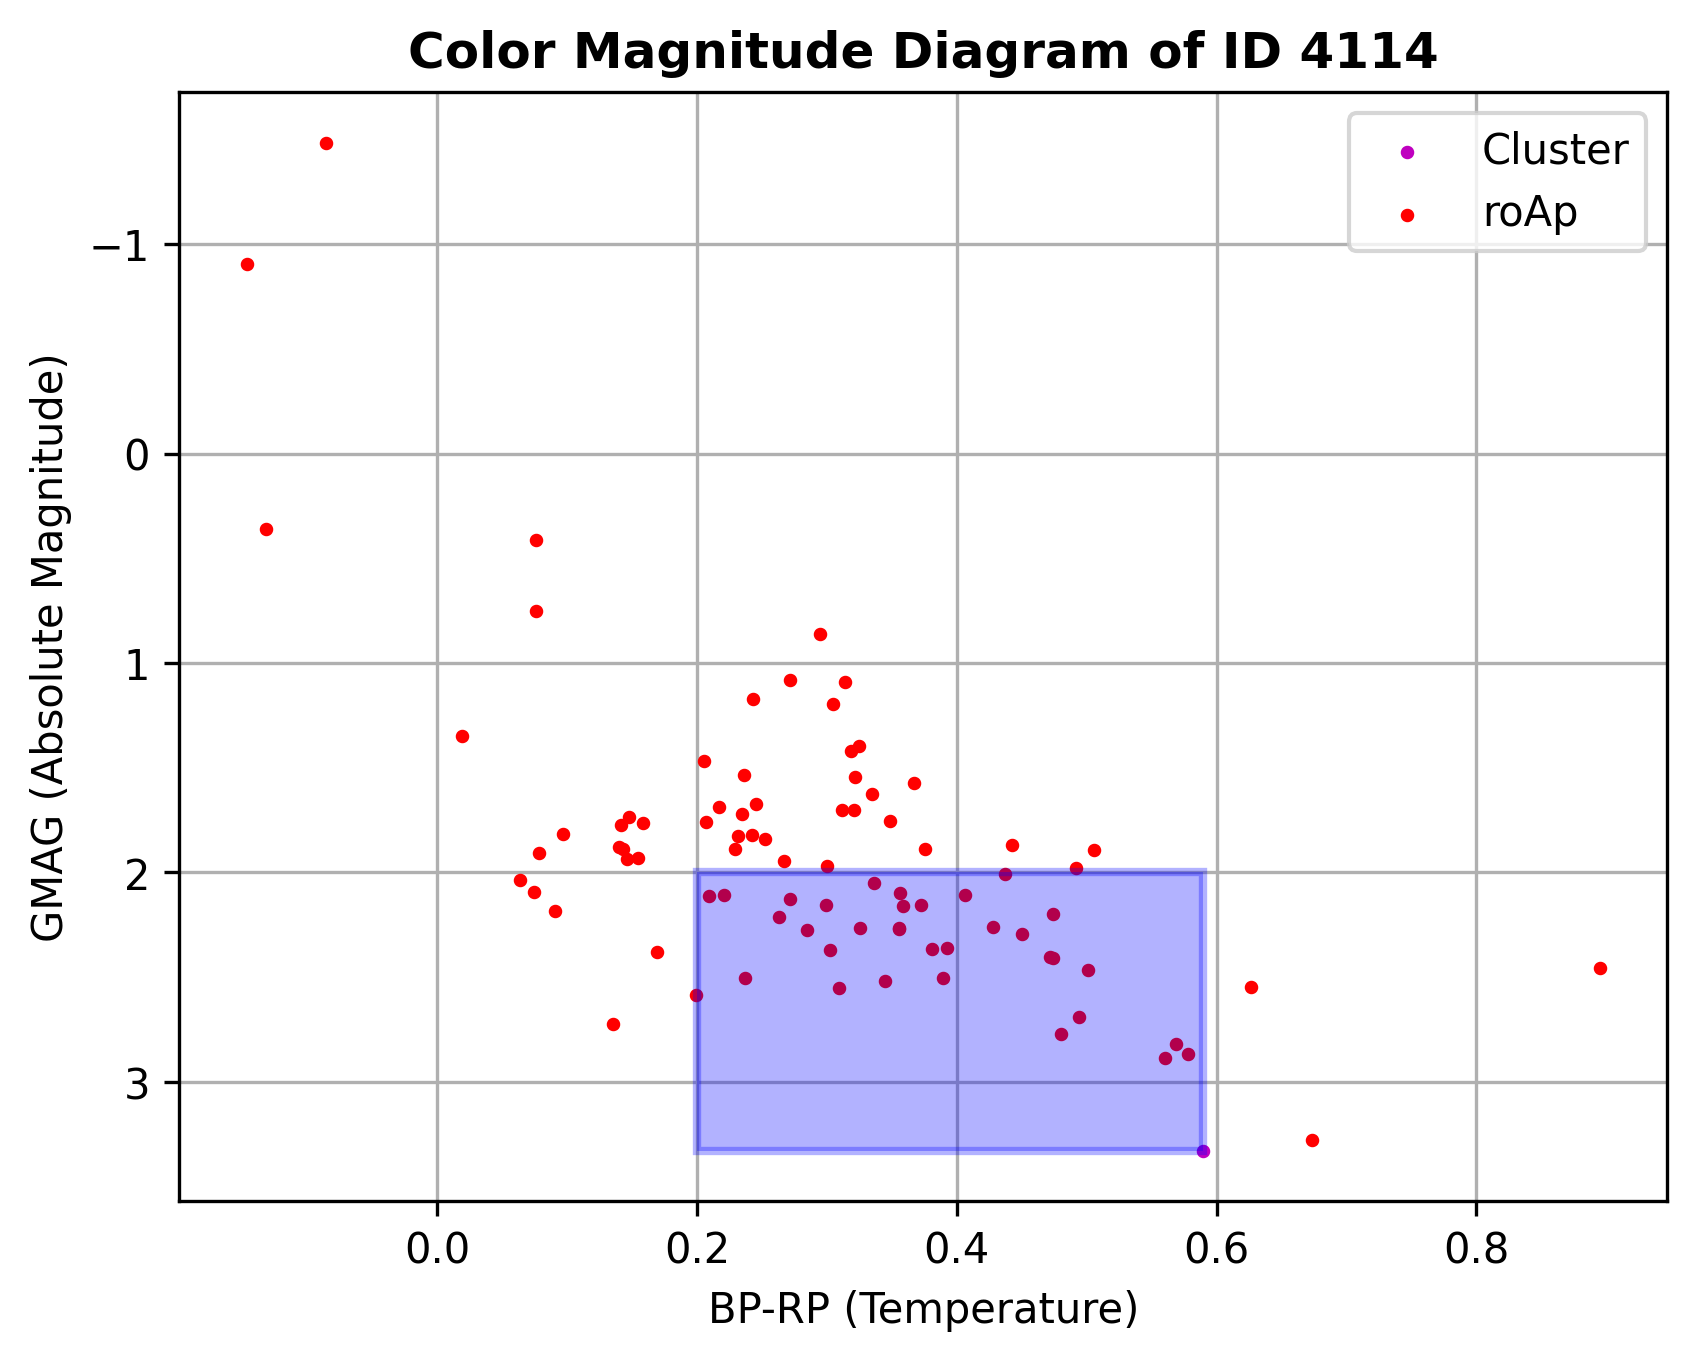 Color Magnitude Diagram of ID 4114
Cluster
roAp
GMAG (Absolute Magnitude)
−1
0
1
2
3
0.0 0.2 0.4 0.6 0.8
BP-RP (Temperature)